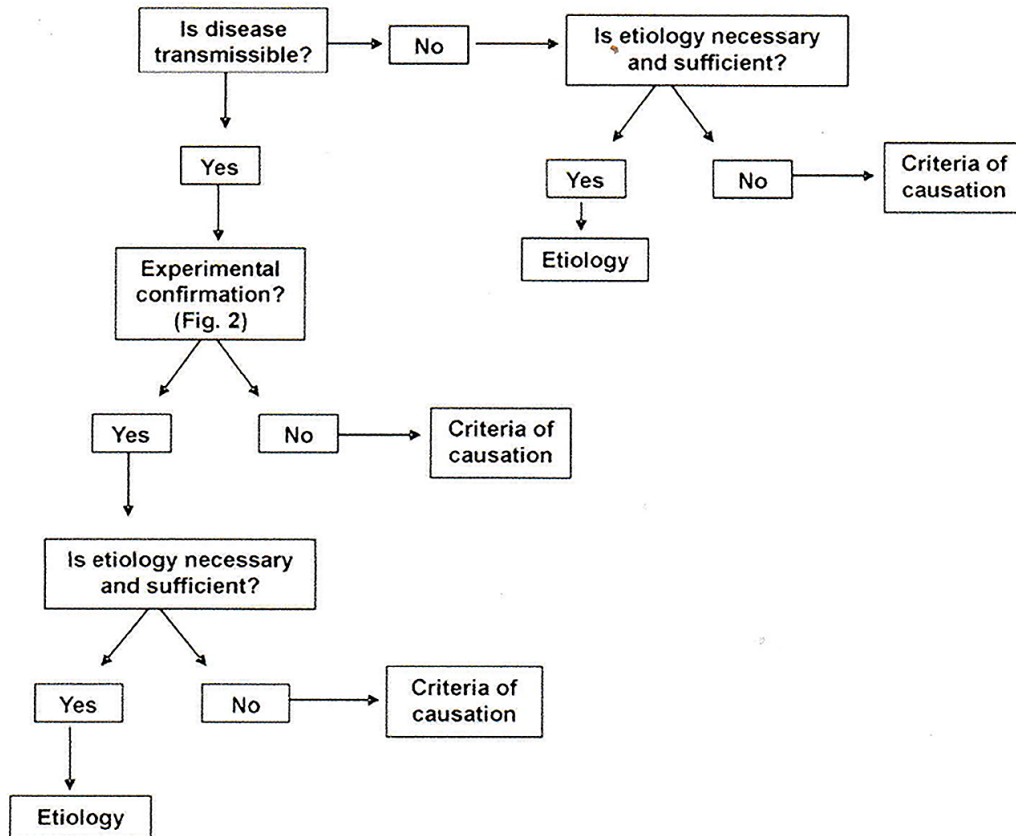 Is disease
transmissible?
No
Is etiology necessary
and sufficient?
Yes
Yes
No
Criteria of
causation
Etiology
Experimental
confirmation?
(Fig. 2)
Yes
No
Criteria of
causation
Is etiology necessary
and sufficient?
Yes
No
Criteria of
causation
Etiology